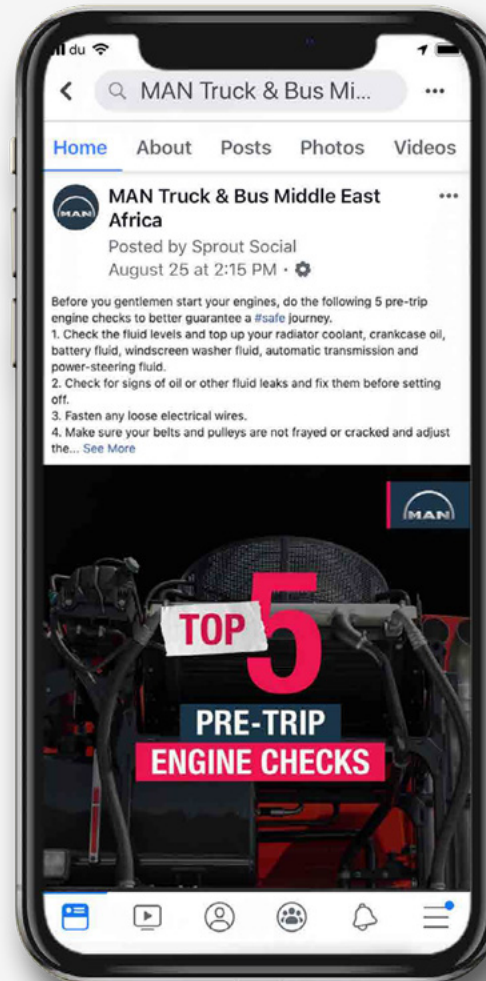 du
MAN Truck & Bus Mi...
Home About Posts Photos Videos
MAN
MAN Truck & Bus Middle East
Africa
Posted by Sprout Social
August 25 at 2:15 PM ·
Before you gentlemen start your engines, do the following 5 pre-trip
engine checks to better guarantee a #safe journey.
1. Check the fluid levels and top up your radiator coolant, crankcase oil,
battery fluid, windscreen washer fluid, automatic transmission and
power-steering fluid.
2. Check for signs of oil or other fluid leaks and fix them before setting
off.
3. Fasten any loose electrical wires.
4. Make sure your belts and pulleys are not frayed or cracked and adjust
the... See More
MAN
TOP 5
PRE-TRIP
ENGINE CHECKS